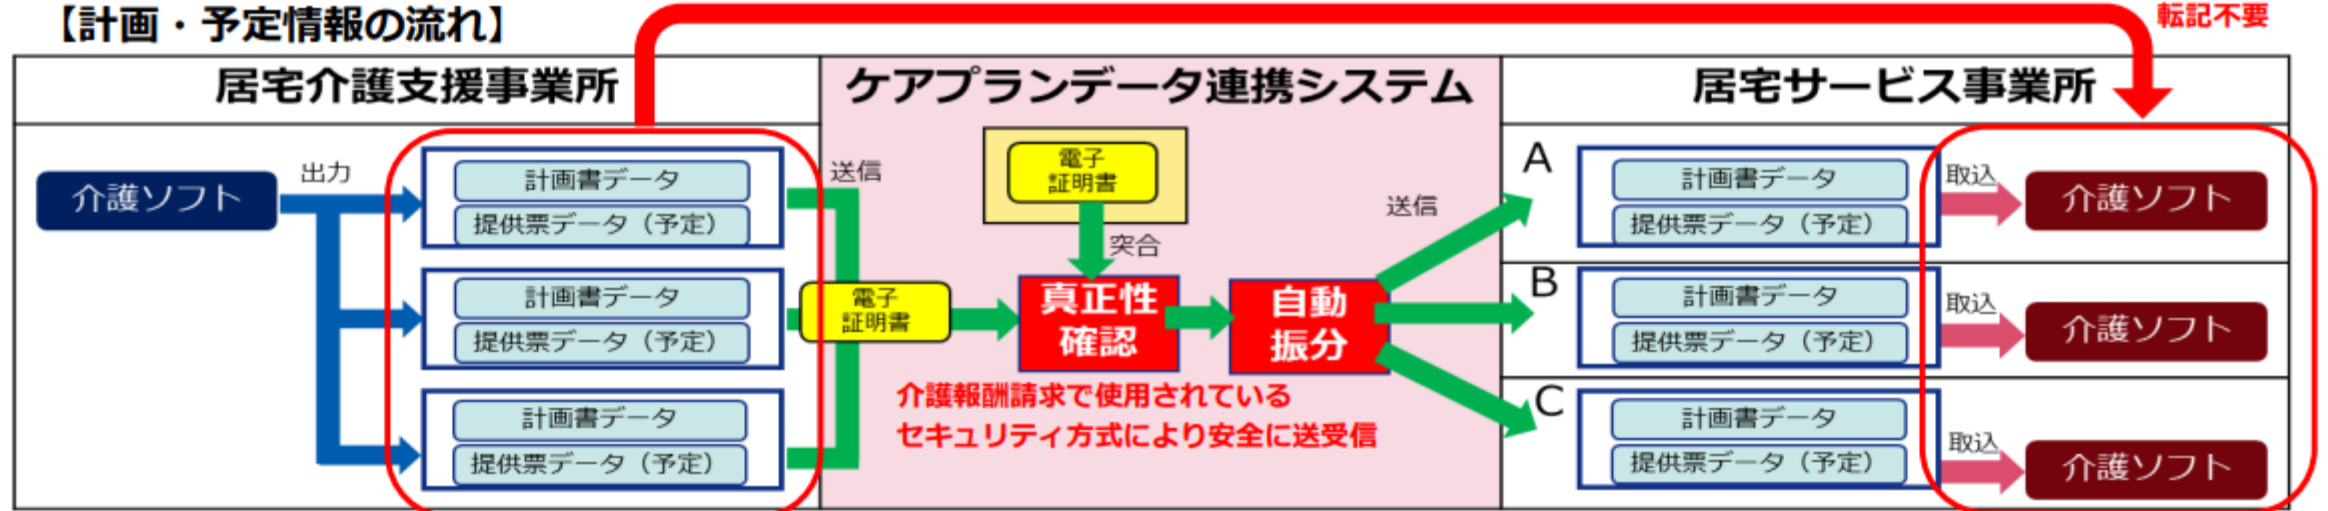 【計画・予定情報の流れ】
転記不要
居宅介護支援事業所
ケアプランデータ連携システム
居宅サービス事業所
介護ソフト
出力
計画書データ
提供票データ（予定）
計画書データ
提供票データ（予定）
計画書データ
提供票データ（予定）
送信
電子
証明書
電子
証明書
突合
真正性
確認
自動
振分
介護報酬請求で使用されている
セキュリティ方式により安全に送受信
送信
A
計画書データ
提供票データ（予定）
取込
介護ソフト
B
計画書データ
提供票データ（予定）
取込
介護ソフト
C
計画書データ
提供票データ（予定）
取込
介護ソフト